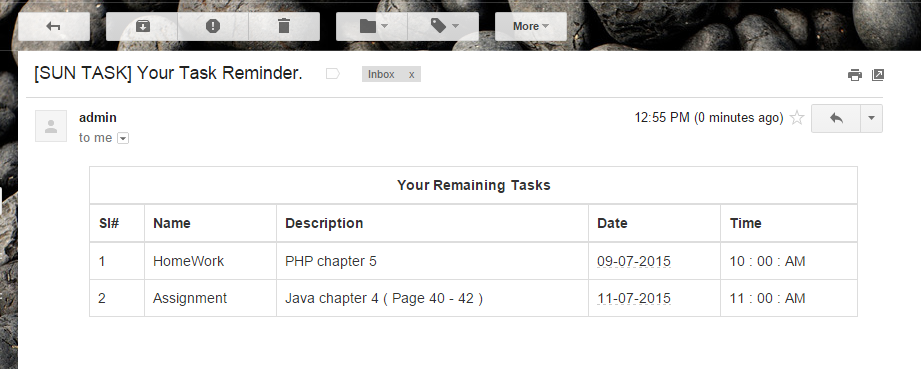 More
[SUN TASK] Your Task Reminder.
Inbox x
admin
12:55 PM (0 minutes ago)
to me
Your Remaining Tasks
Sl# Name Description Date Time
1 HomeWork PHP chapter 5 09-07-2015 10 : 00 : AM
2 Assignment Java chapter 4 ( Page 40 - 42 ) 11-07-2015 11 : 00 : AM